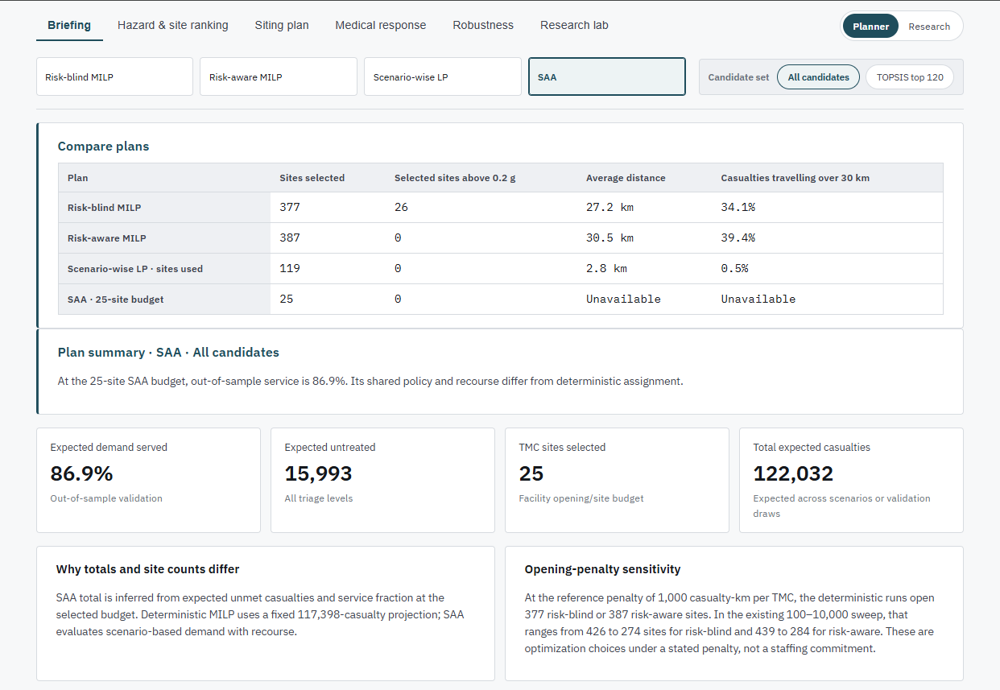 Briefing Hazard & site ranking Siting plan Medical response Robustness Research lab Planner Research
Risk-blind MILP Risk-aware MILP Scenario-wise LP SAA Candidate set All candidates TOPSIS top 120
Compare plans
Plan Sites selected Selected sites above 0.2 g Average distance Casualties travelling over 30 km
Risk-blind MILP 377 26 27.2 km 34.1%
Risk-aware MILP 387 0 30.5 km 39.4%
Scenario-wise LP · sites used 119 0 2.8 km 0.5%
SAA · 25-site budget 25 0 Unavailable Unavailable
Plan summary · SAA · All candidates
At the 25-site SAA budget, out-of-sample service is 86.9%. Its shared policy and recourse differ from deterministic assignment.
Expected demand served
86.9%
Out-of-sample validation
Expected untreated
15,993
All triage levels
TMC sites selected
25
Facility opening/site budget
Total expected casualties
122,032
Expected across scenarios or validation
draws
Why totals and site counts differ
SAA total is inferred from expected unmet casualties and service fraction at the
selected budget. Deterministic MILP uses a fixed 117,398-casualty projection; SAA
evaluates scenario-based demand with recourse.
Opening-penalty sensitivity
At the reference penalty of 1,000 casualty-km per TMC, the deterministic runs open
377 risk-blind or 387 risk-aware sites. In the existing 100–10,000 sweep, that
ranges from 426 to 274 sites for risk-blind and 439 to 284 for risk-aware. These are
optimization choices under a stated penalty, not a staffing commitment.